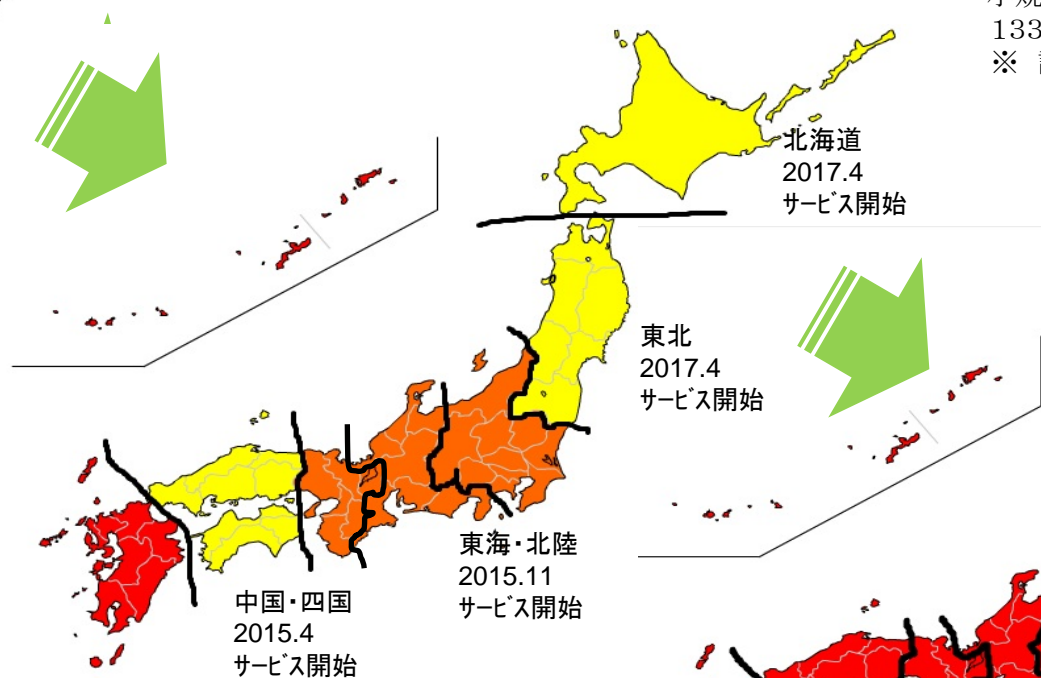 133
※
北海道
2017.4
サービス開始
東北
2017.4
サービス開始
東海・北陸
2015.11
サービス開始
中国・四国
2015.4
サービス開始